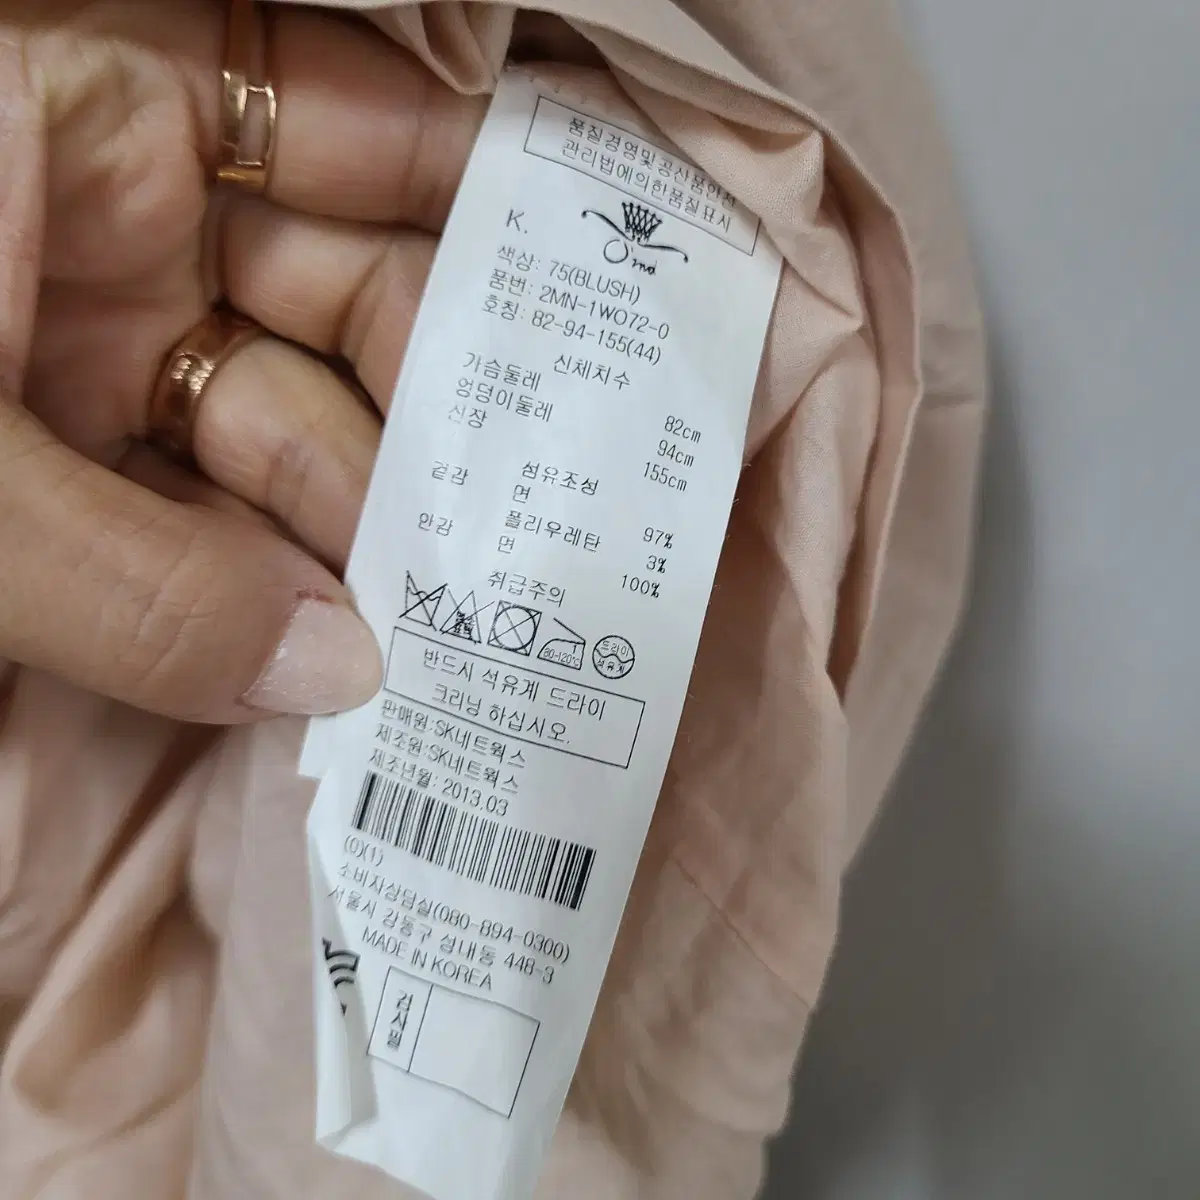 품질경영및공산품안전
관리법에의한품질표시
K.
O'nd
색상: 75(BLUSH)
품번: 2MN-1WO72-0
호칭: 82-94-155(44)
신체치수
가슴둘레 82cm
엉덩이둘레 94cm
신장 155cm
섬유조성
겉감 면 97%
폴리우레탄 3%
안감 면 100%
취급주의
80-120℃
드라이
석유계
반드시 석유계 드라이
크리닝 하십시오.
판매원:SK네트웍스
제조원:SK네트웍스
제조년월: 2013.03
(0)(1)
소비자상담실(080-894-0300)
서울시 강동구 성내동 448-3
MADE IN KOREA
검사필